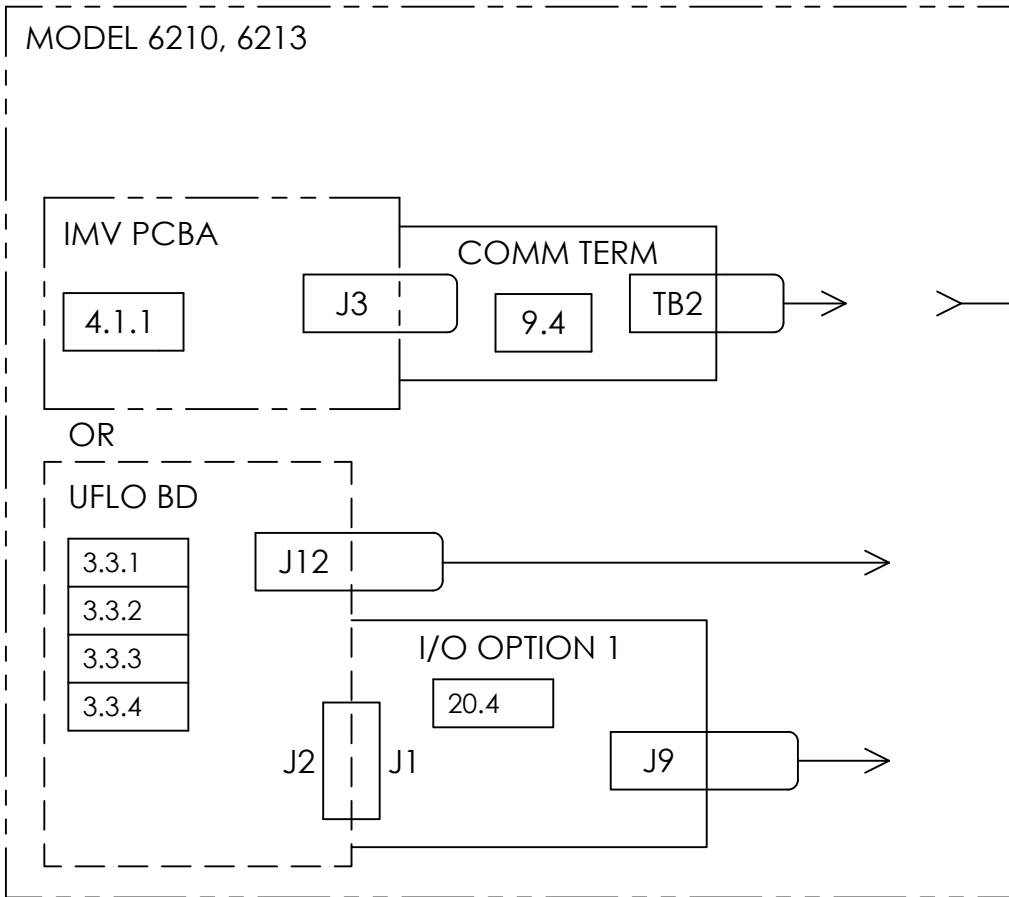 MODEL 6210, 6213
IMV PCBA
COMM TERM
J3
TB2
4.1.1
9.4
OR
UFLO BD
3.3.1
J12
3.3.2
3.3.3
I/O OPTION 1
3.3.4
20.4
J2
J1
J9